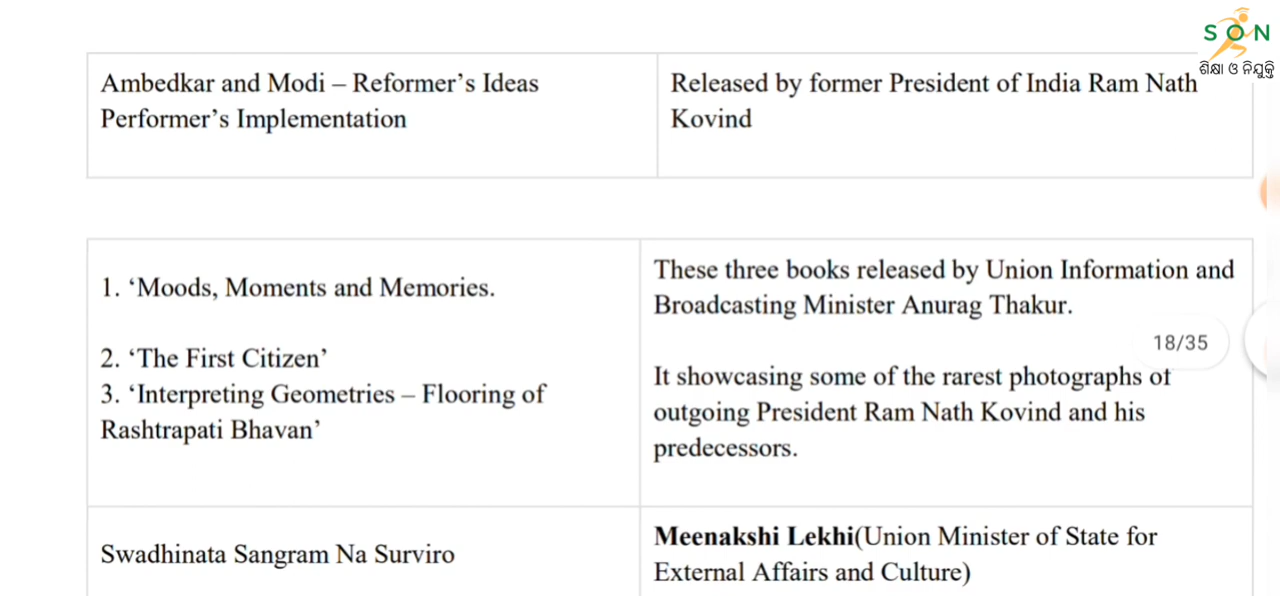 S O N
ଶିକ୍ଷା ଓ ନିଯୁକ୍ତି
Ambedkar and Modi – Reformer’s Ideas
Performer’s Implementation
Released by former President of India Ram Nath
Kovind
1. ‘Moods, Moments and Memories.
2. ‘The First Citizen’
3. ‘Interpreting Geometries – Flooring of
Rashtrapati Bhavan’
These three books released by Union Information and
Broadcasting Minister Anurag Thakur.
18/35
It showcasing some of the rarest photographs of
outgoing President Ram Nath Kovind and his
predecessors.
Swadhinata Sangram Na Surviro
Meenakshi Lekhi(Union Minister of State for
External Affairs and Culture)